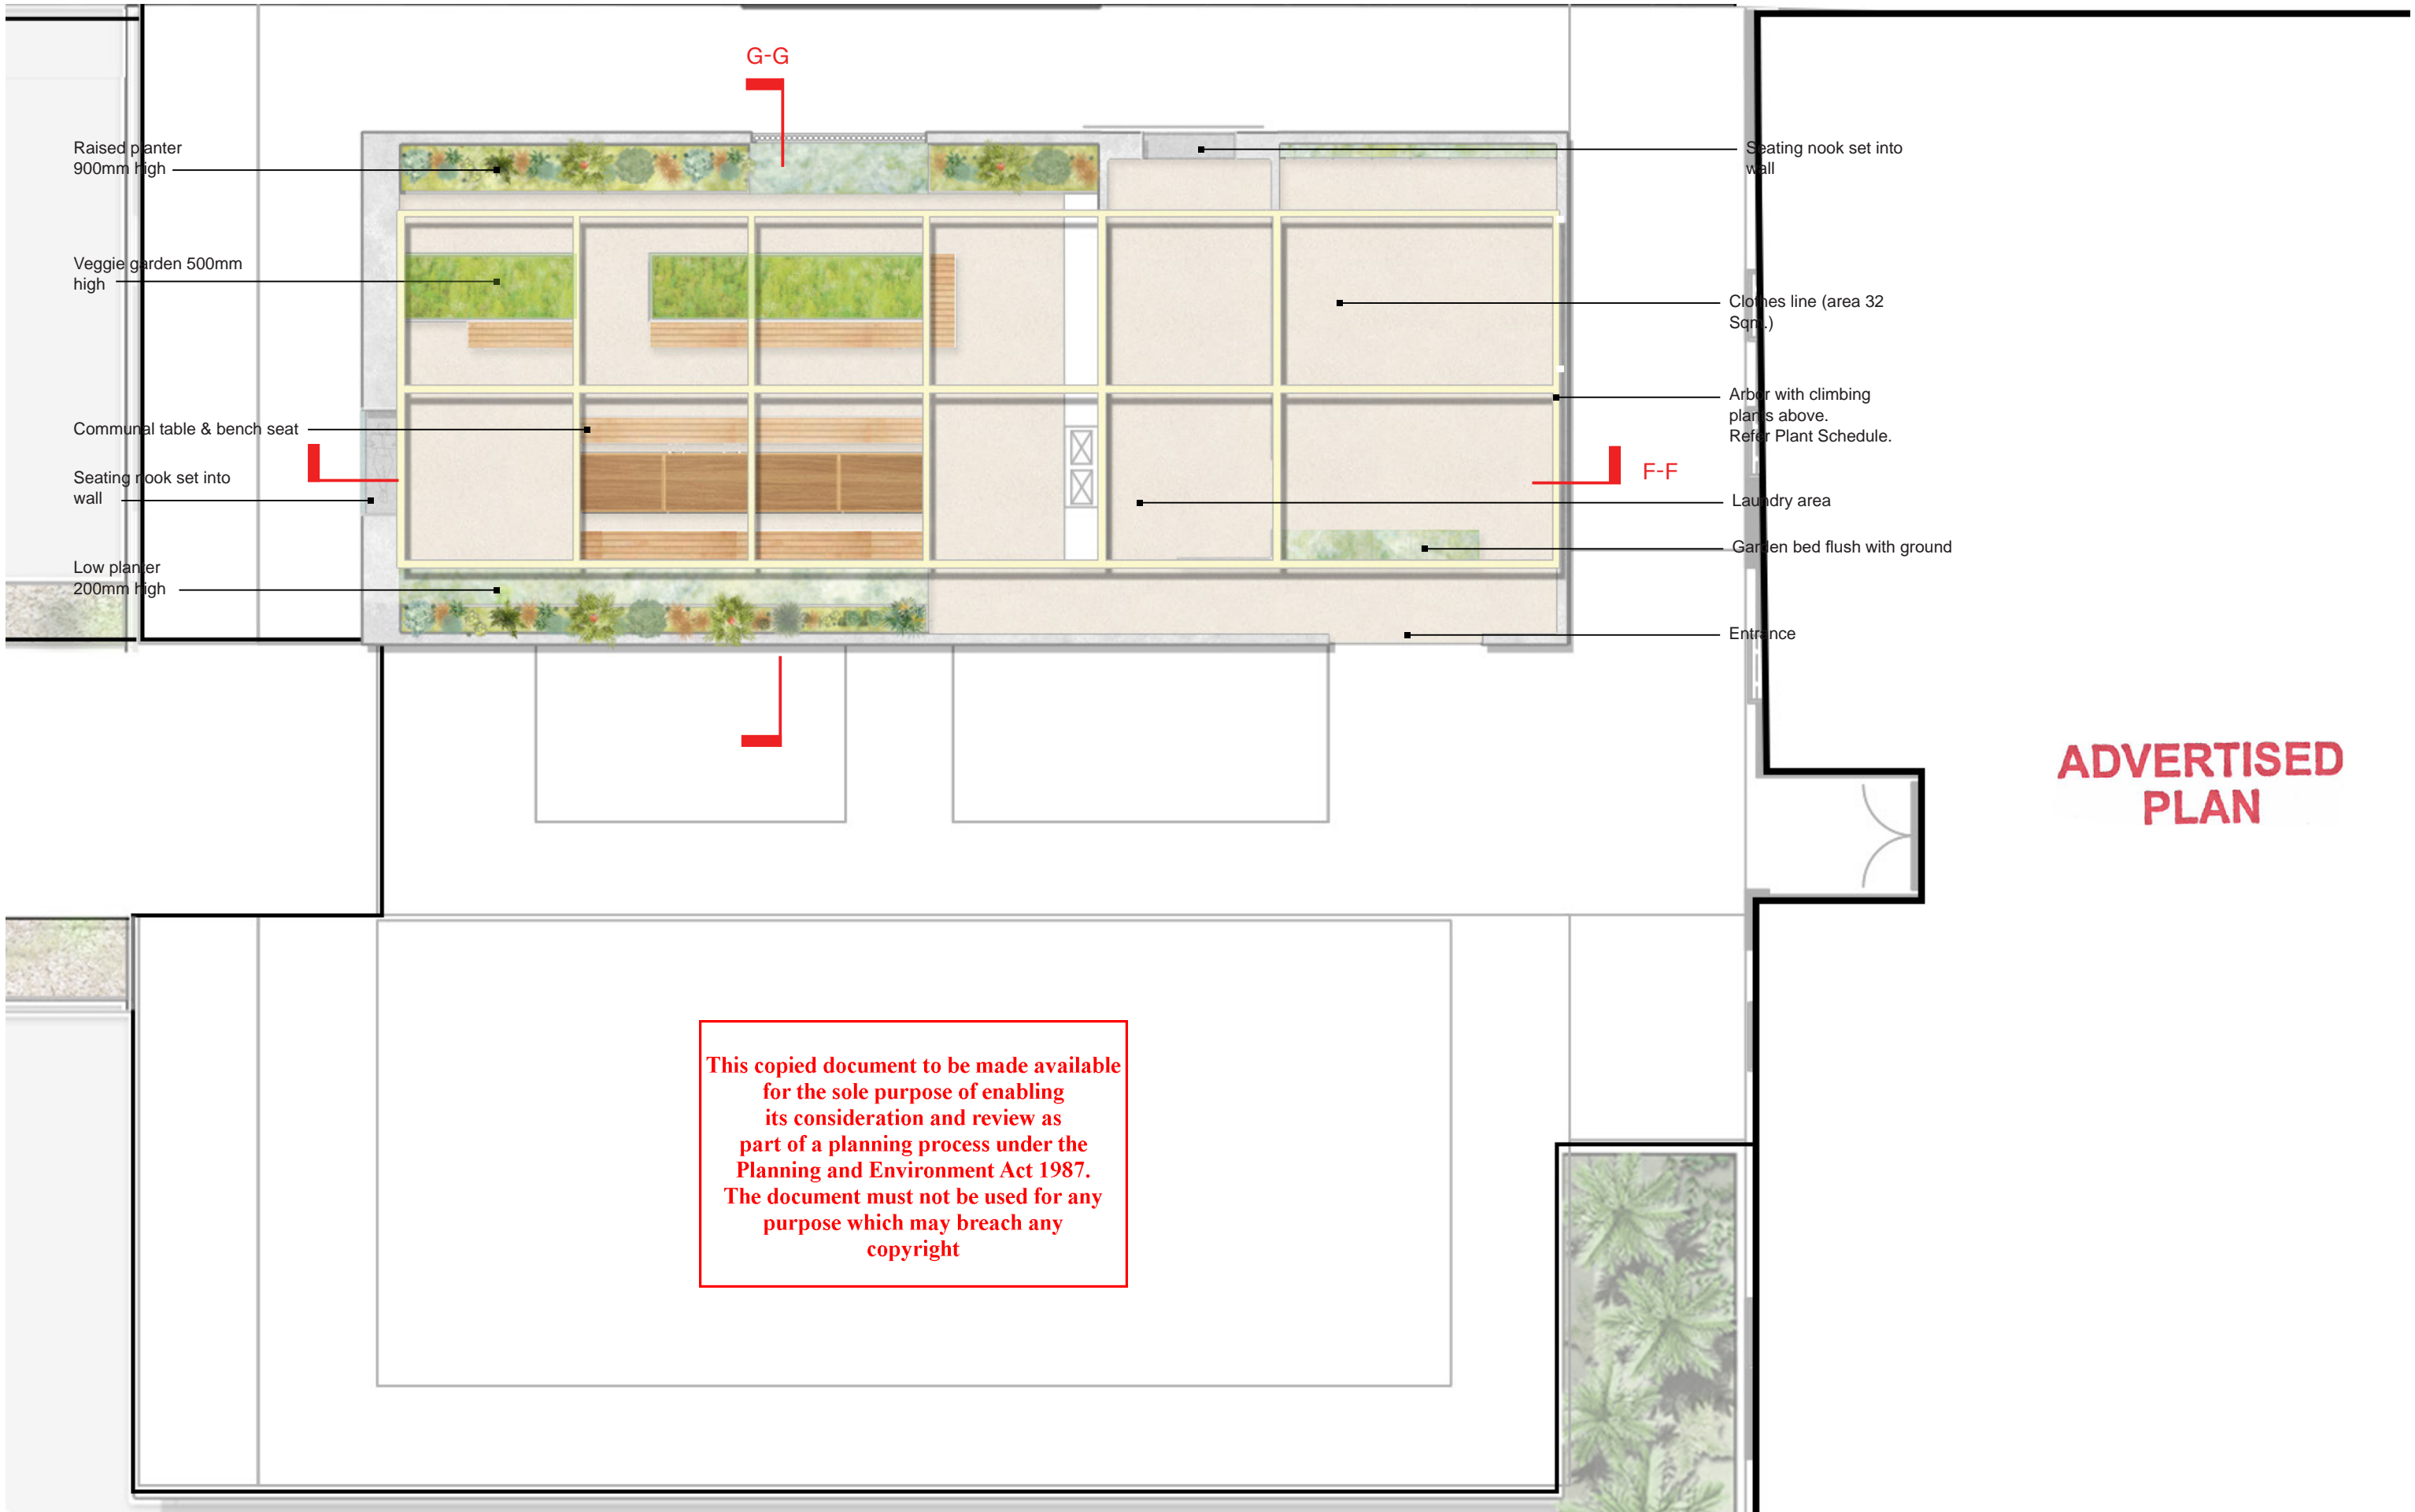 G-G
Raised planter
900mm high
Seating nook set into
wall
Veggie garden 500mm
high
Clothes line (area 32
Sqm.)
Arbor with climbing
plants above.
Refer Plant Schedule.
Communal table & bench seat
F-F
Seating nook set into
wall
Laundry area
Garden bed flush with ground
Low planter
200mm high
Entrance
ADVERTISED
PLAN
This copied document to be made available
for the sole purpose of enabling
its consideration and review as
part of a planning process under the
Planning and Environment Act 1987.
The document must not be used for any
purpose which may breach any
copyright